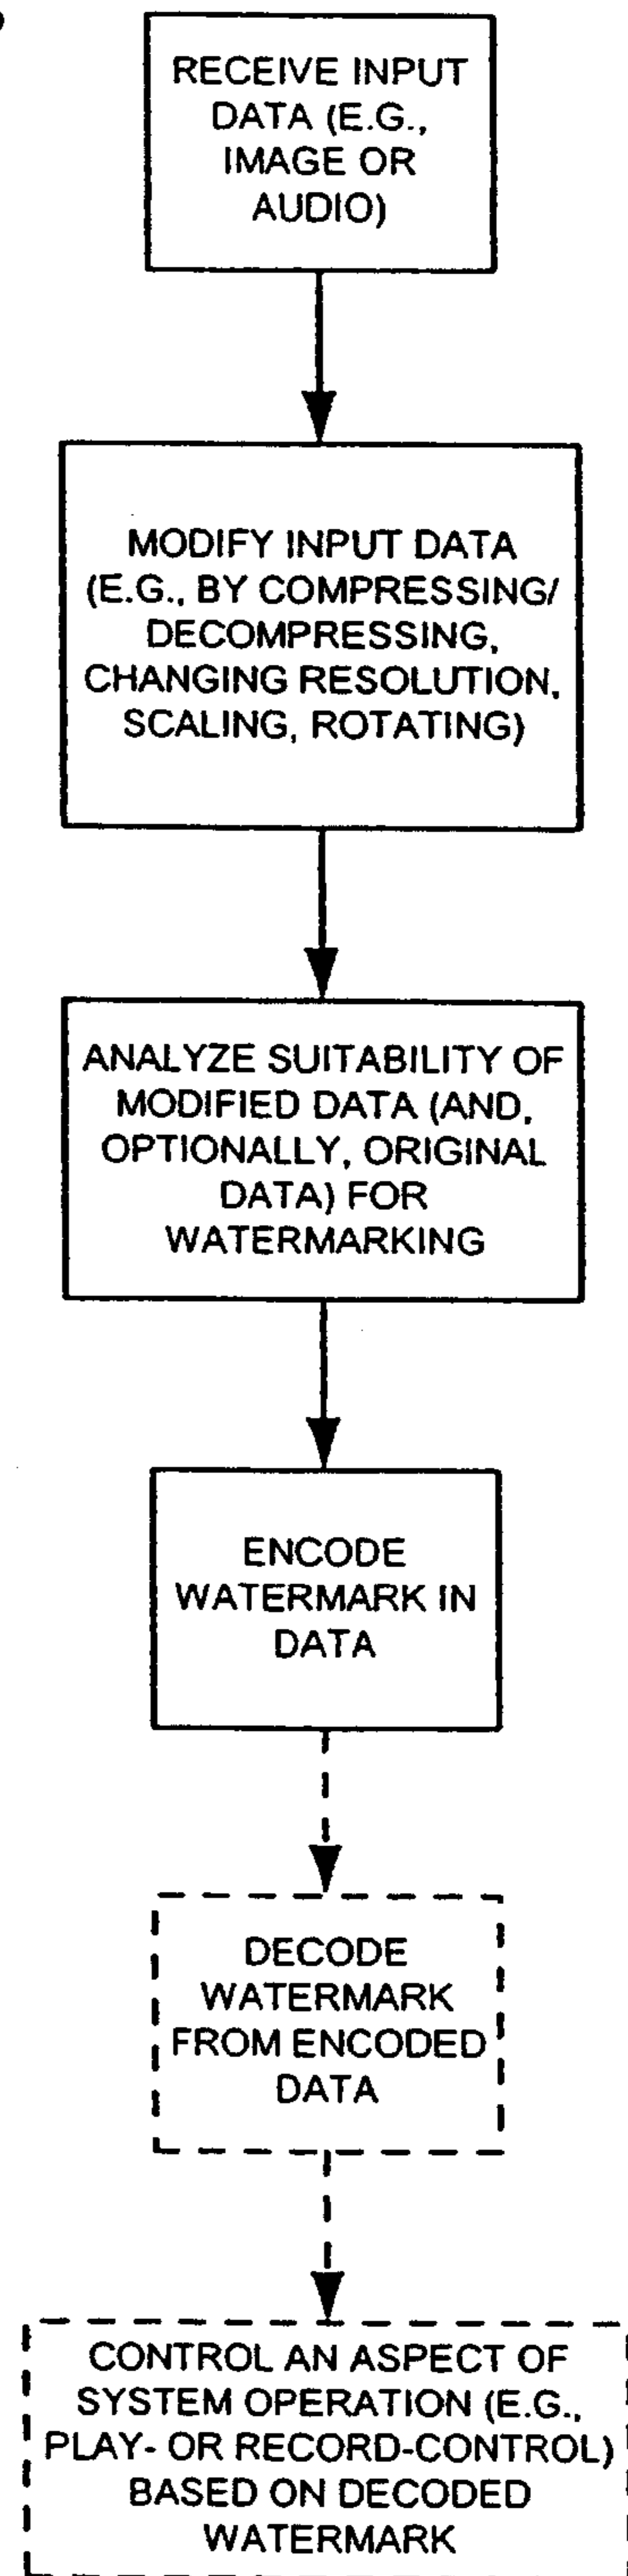 RECEIVE INPUT
DATA (E.G.,
IMAGE OR
AUDIO)
MODIFY INPUT DATA
(E.G., BY COMPRESSING/
DECOMPRESSING,
CHANGING RESOLUTION,
SCALING, ROTATING)
ANALYZE SUITABILITY OF
MODIFIED DATA (AND,
OPTIONALLY, ORIGINAL
DATA) FOR
WATERMARKING
ENCODE
WATERMARK IN
DATA
DECODE
WATERMARK
FROM ENCODED
DATA
CONTROL AN ASPECT OF
SYSTEM OPERATION (E.G.,
PLAY- OR RECORD-CONTROL)
BASED ON DECODED
WATERMARK